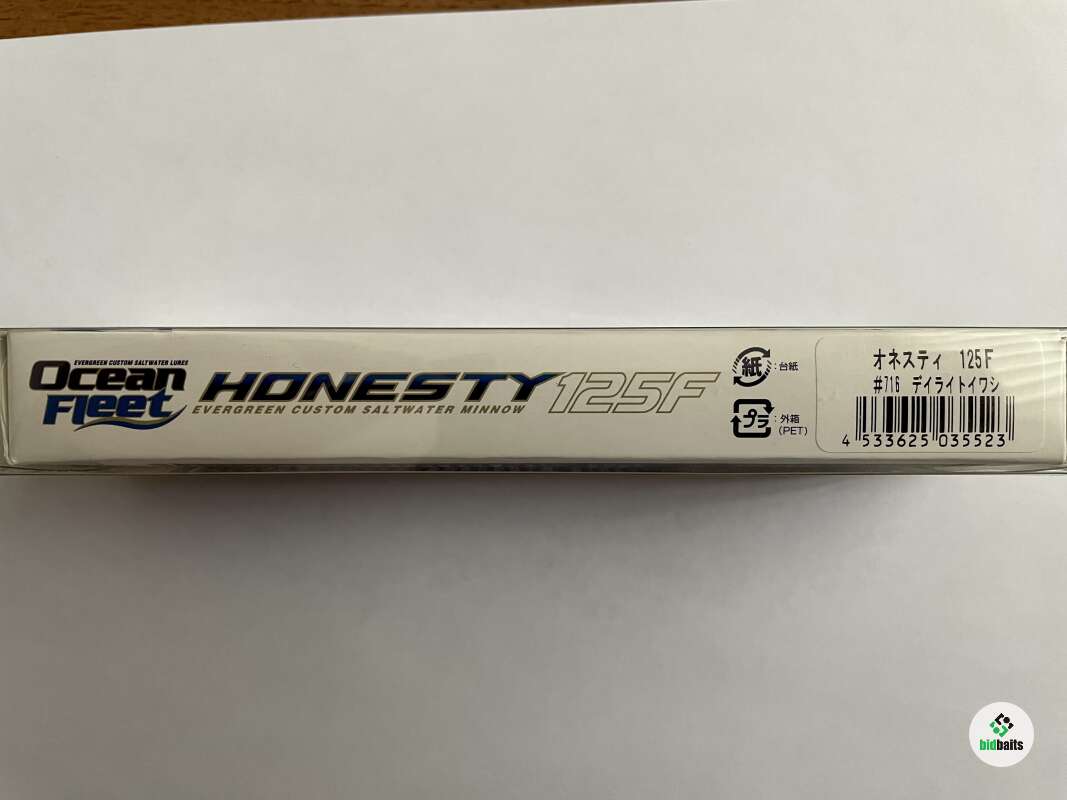 EVERGREEN CUSTOM SALTWATER LURES
Ocean
Fleet
HONESTY 125F
EVERGREEN CUSTOM SALTWATER MINNOW
紙 : 台紙
プラ : 外箱
(PET)
オネスティ 125F
#716 デイライトイワシ
4 533625 035523
bidbaits